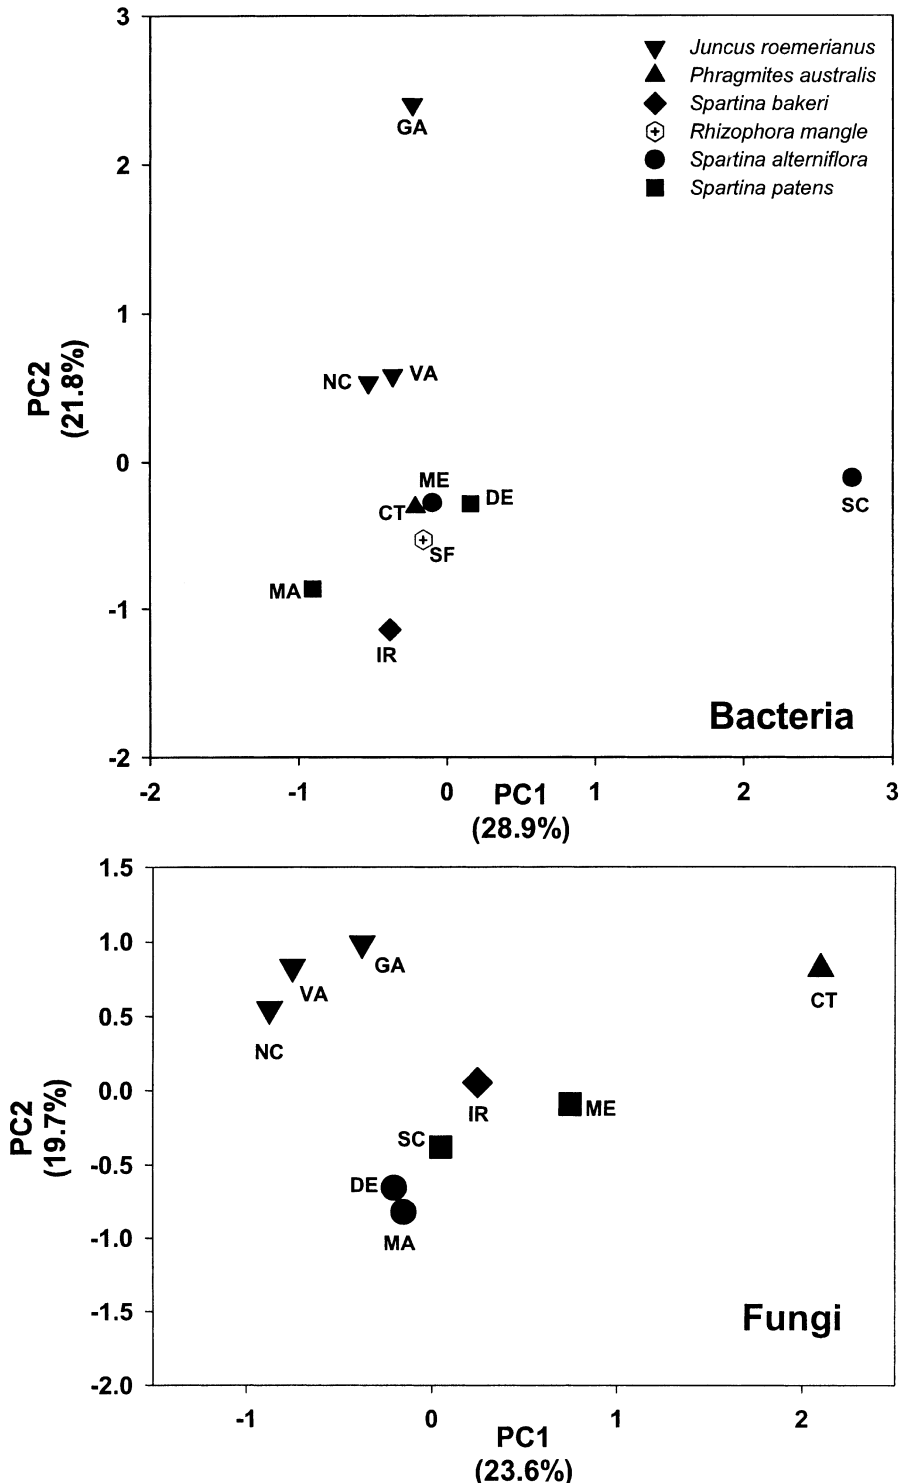 3
Juncus roemerianus
Phragmites australis
Spartina bakeri
Rhizophora mangle
Spartina alterniflora
Spartina patens
GA
2
1
NC
VA
PC2
(21.8%)
0
ME
DE
SC
CT
SF
MA
-1
IR
Bacteria
-2
-2
-1
0
1
2
3
PC1
(28.9%)
1.5
1.0
GA
VA
CT
0.5
NC
0.0
IR
ME
PC2
(19.7%)
SC
-0.5
DE
-1.0
MA
-1.5
Fungi
-2.0
-1
0
1
2
PC1
(23.6%)